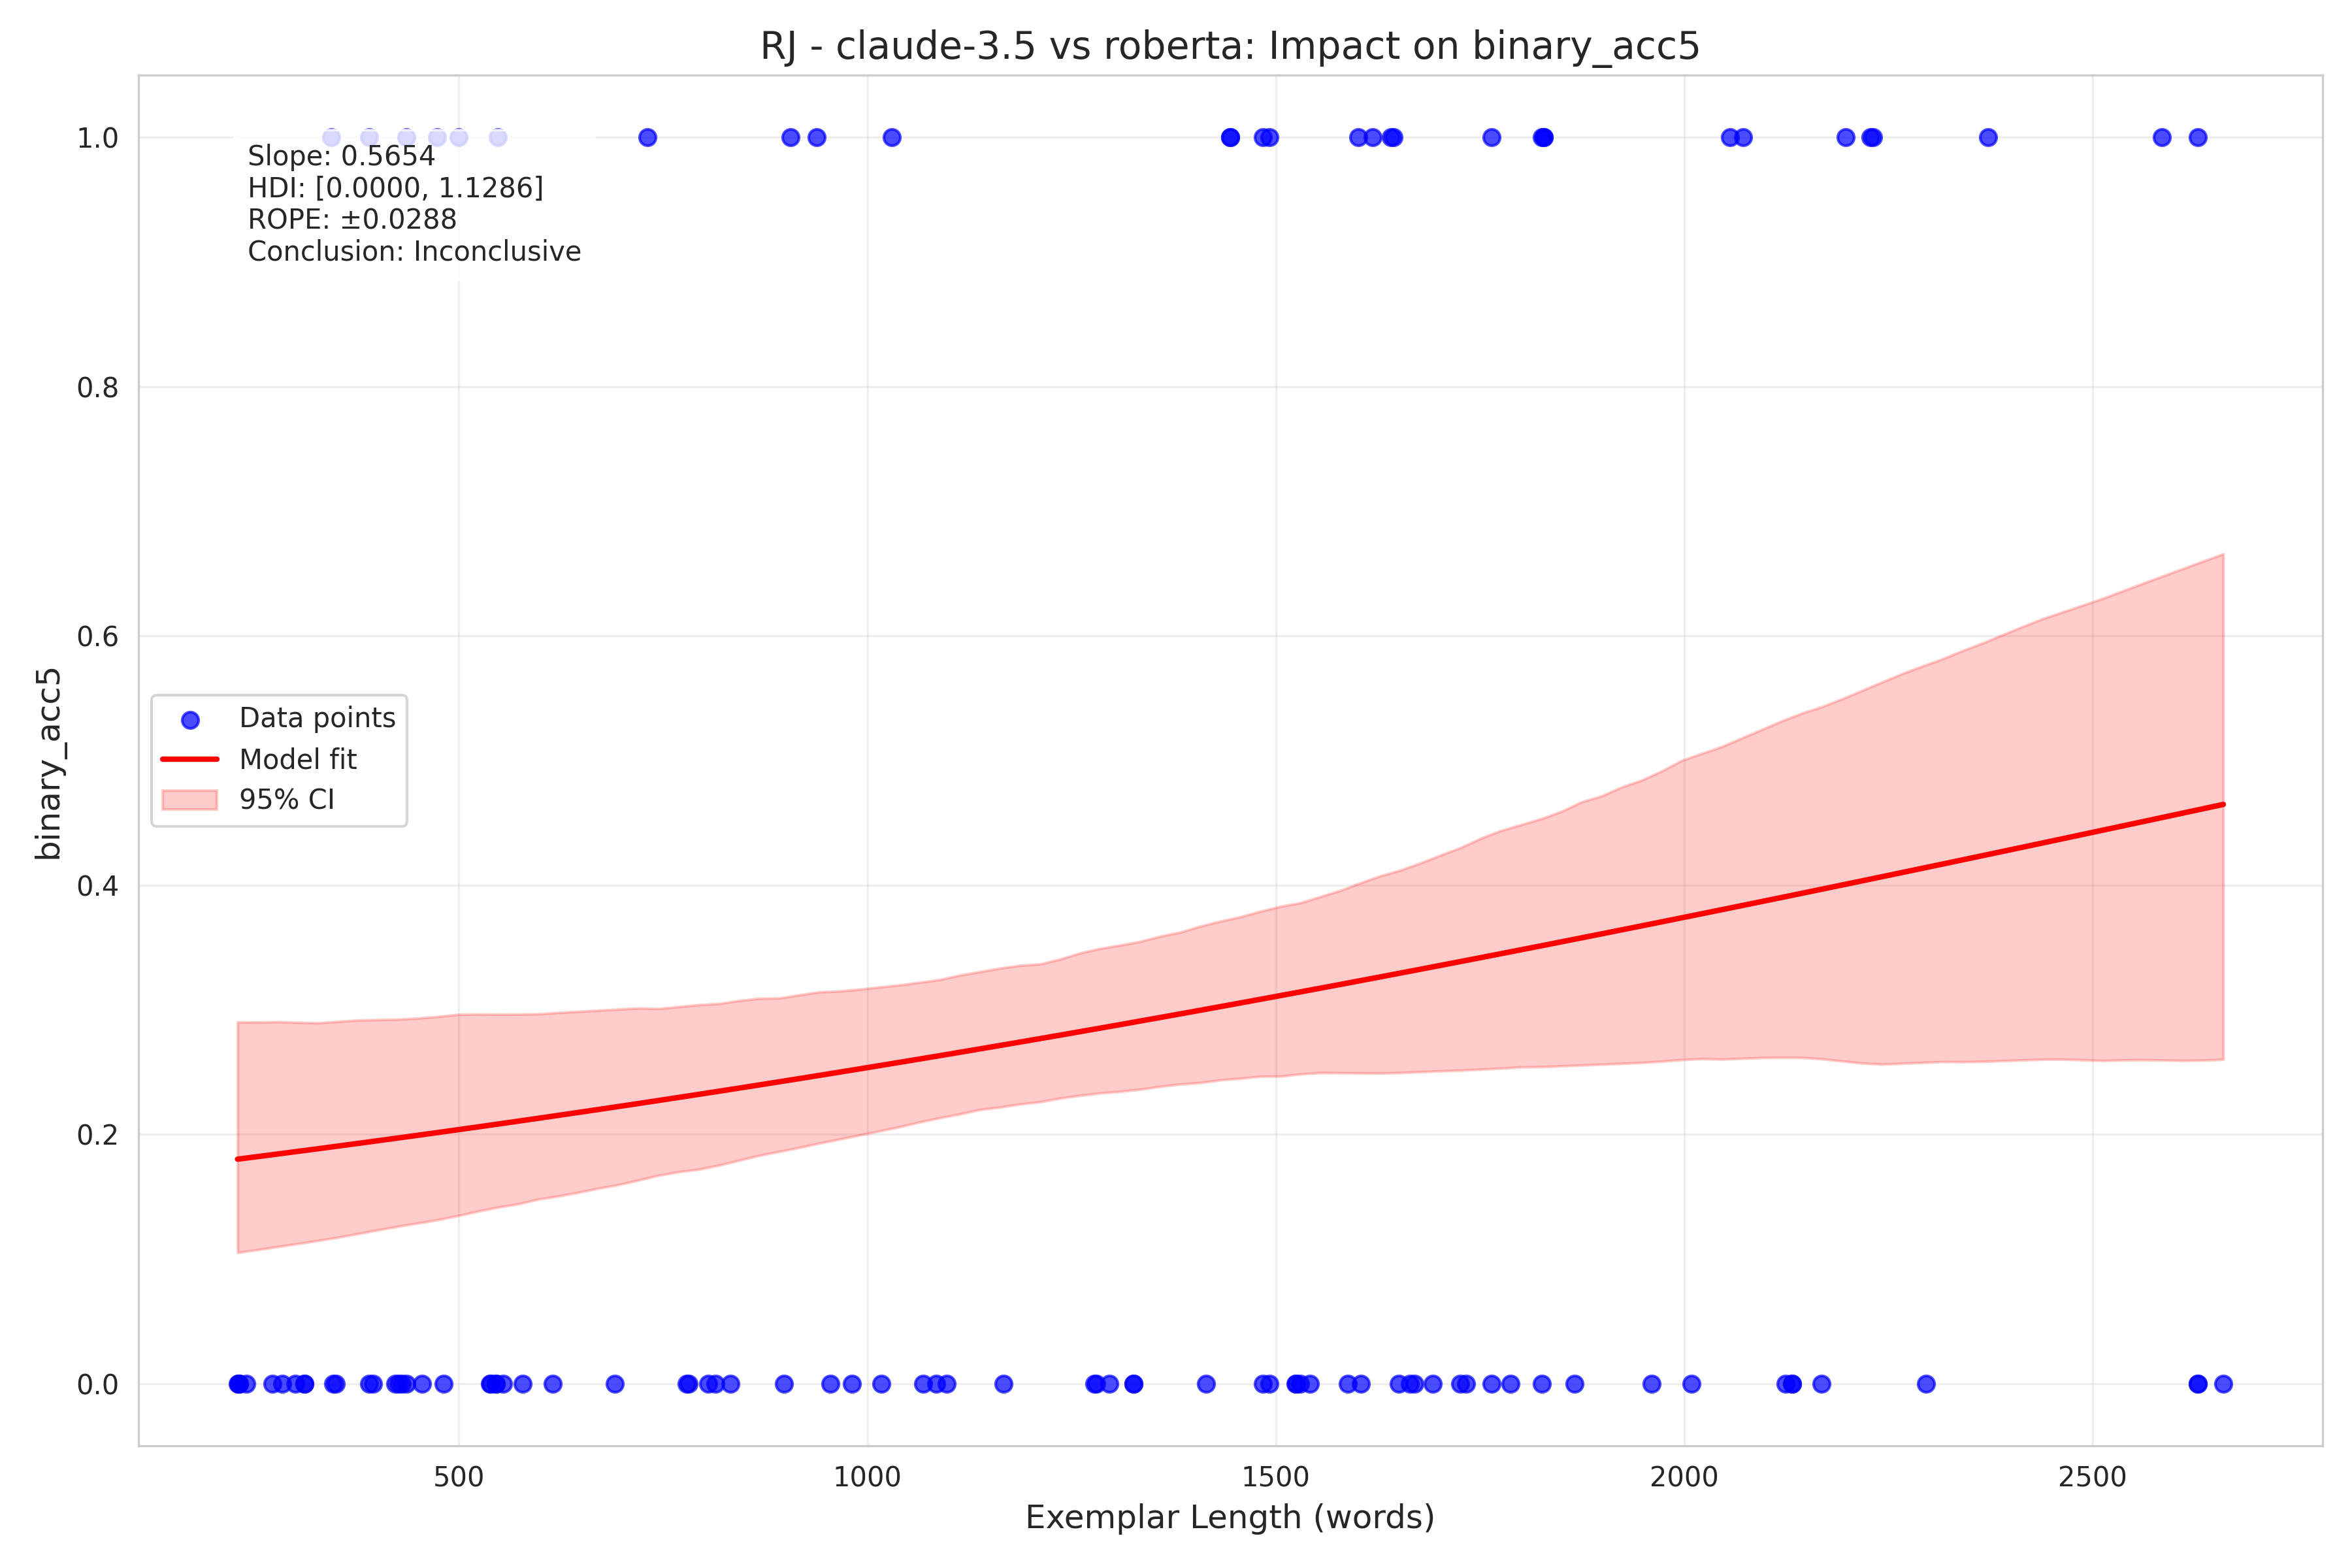 RJ - claude-3.5 vs roberta: Impact on binary_acc5
1.0
Slope: 0.5654
HDI: [0.0000, 1.1286]
ROPE: ±0.0288
Conclusion: Inconclusive
0.8
0.6
binary_acc5
Data points
Model fit
95% CI
0.4
0.2
0.0
500 1000 1500 2000 2500
Exemplar Length (words)